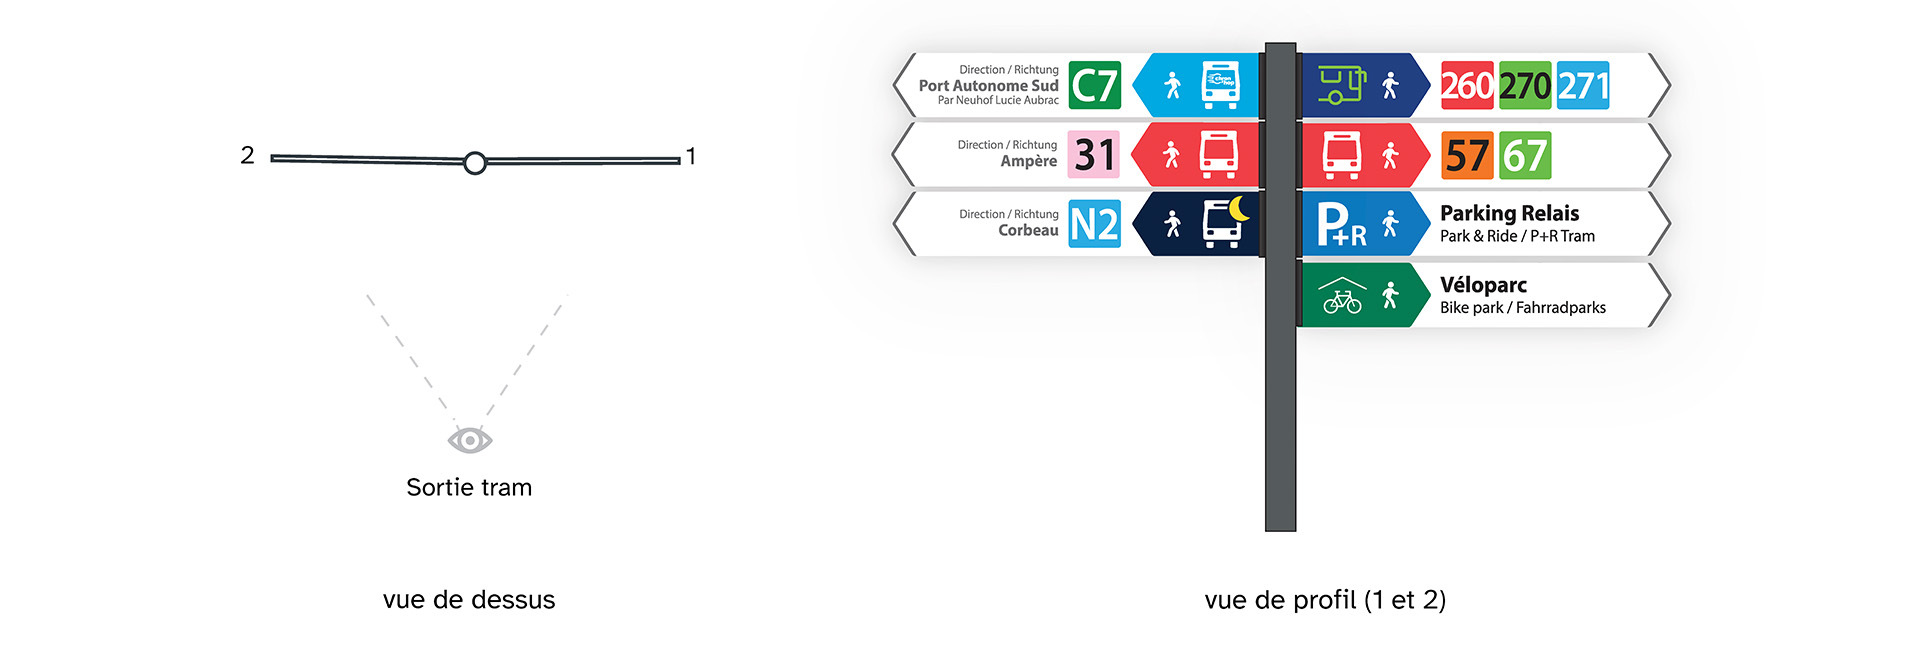 2
1
Sortie tram
vue de dessus
Direction / Richtung
Port Autonome Sud
Par Neuhof Lucie Aubrac
C7
260 270 271
Direction / Richtung
Ampère
31
57 67
Direction / Richtung
Corbeau
N2
P+R
Parking Relais
Park & Ride / P+R Tram
Véloparc
Bike park / Fahrradparks
vue de profil (1 et 2)